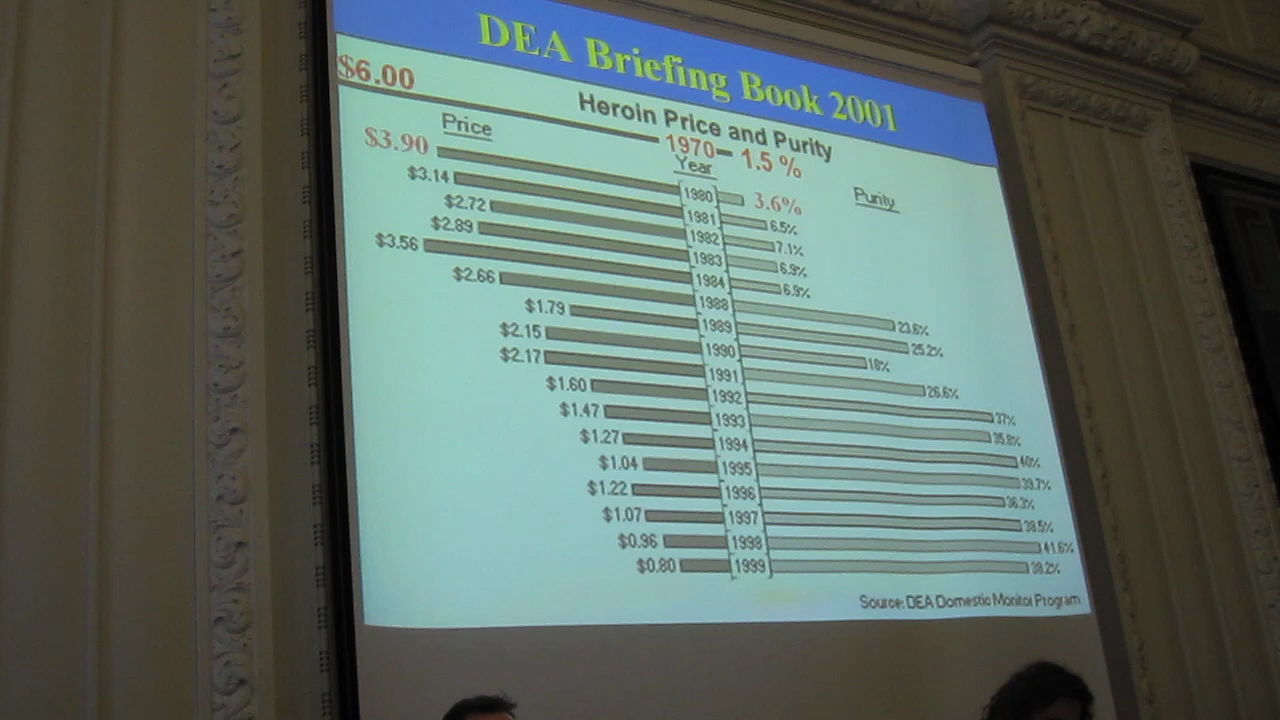 DEA Briefing Book 2001
$6.00
Heroin Price and Purity
1970 1.5 %
Price Year Purity
$3.90 1980 3.6%
$3.14 1981 6.5%
$2.72 1982 7.1%
$2.89 1983 6.9%
$3.56 1984 6.9%
$2.66 1988 23.6%
$1.79 1989 25.2%
$2.15 1990 18%
$2.17 1991 26.6%
$1.60 1992 37%
$1.47 1993 35.8%
$1.27 1994 40%
$1.04 1995 39.7%
$1.22 1996 36.3%
$1.07 1997 38.5%
$0.96 1998 41.6%
$0.80 1999 38.2%
Source: DEA Domestic Monitor Program